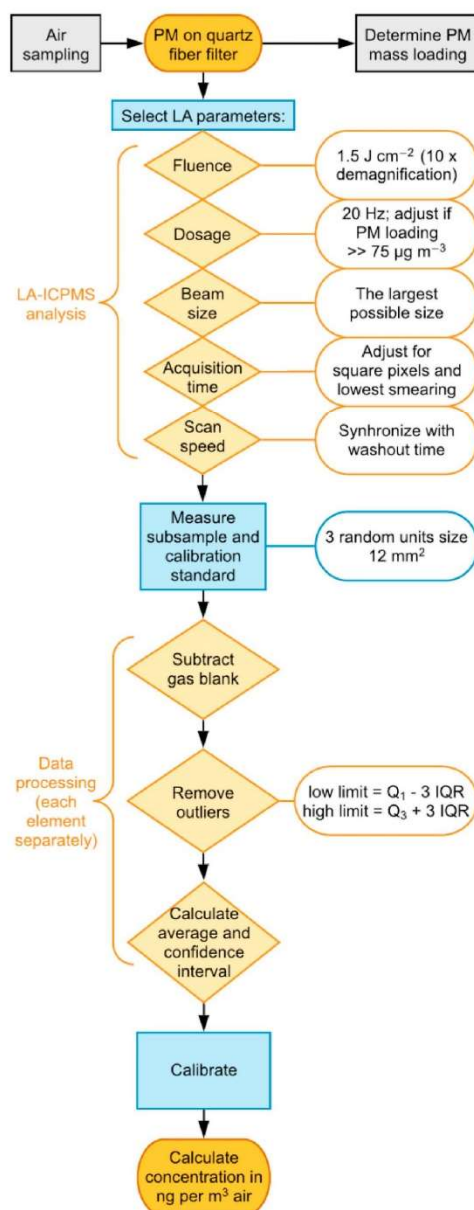 Air
sampling
PM on quartz
fiber filter
Determine PM
mass loading
Select LA parameters:
LA-ICPMS
analysis
Fluence
1.5 J cm⁻² (10 x
demagnification)
Dosage
20 Hz; adjust if
PM loading
>> 75 µg m⁻³
Beam
size
The largest
possible size
Acquisition
time
Adjust for
square pixels and
lowest smearing
Scan
speed
Synhronize with
washout time
Measure
subsample and
calibration
standard
3 random units size
12 mm²
Data
processing
(each
element
separately)
Subtract
gas blank
Remove
outliers
low limit = Q₁ - 3 IQR
high limit = Q₃ + 3 IQR
Calculate
average and
confidence
interval
Calibrate
Calculate
concentration in
ng per m³ air